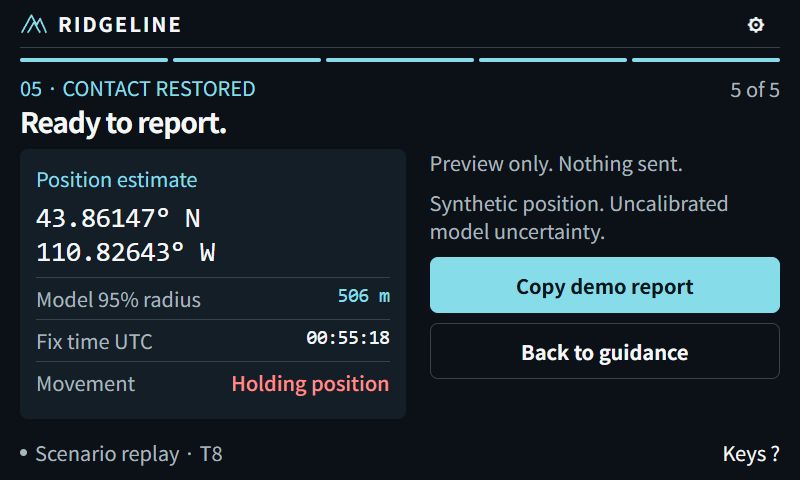 RIDGELINE
05 · CONTACT RESTORED
5 of 5
Ready to report.
Position estimate
43.86147° N
110.82643° W
Model 95% radius 506 m
Fix time UTC 00:55:18
Movement Holding position
Preview only. Nothing sent.
Synthetic position. Uncalibrated
model uncertainty.
Copy demo report
Back to guidance
Scenario replay · T8
Keys ?